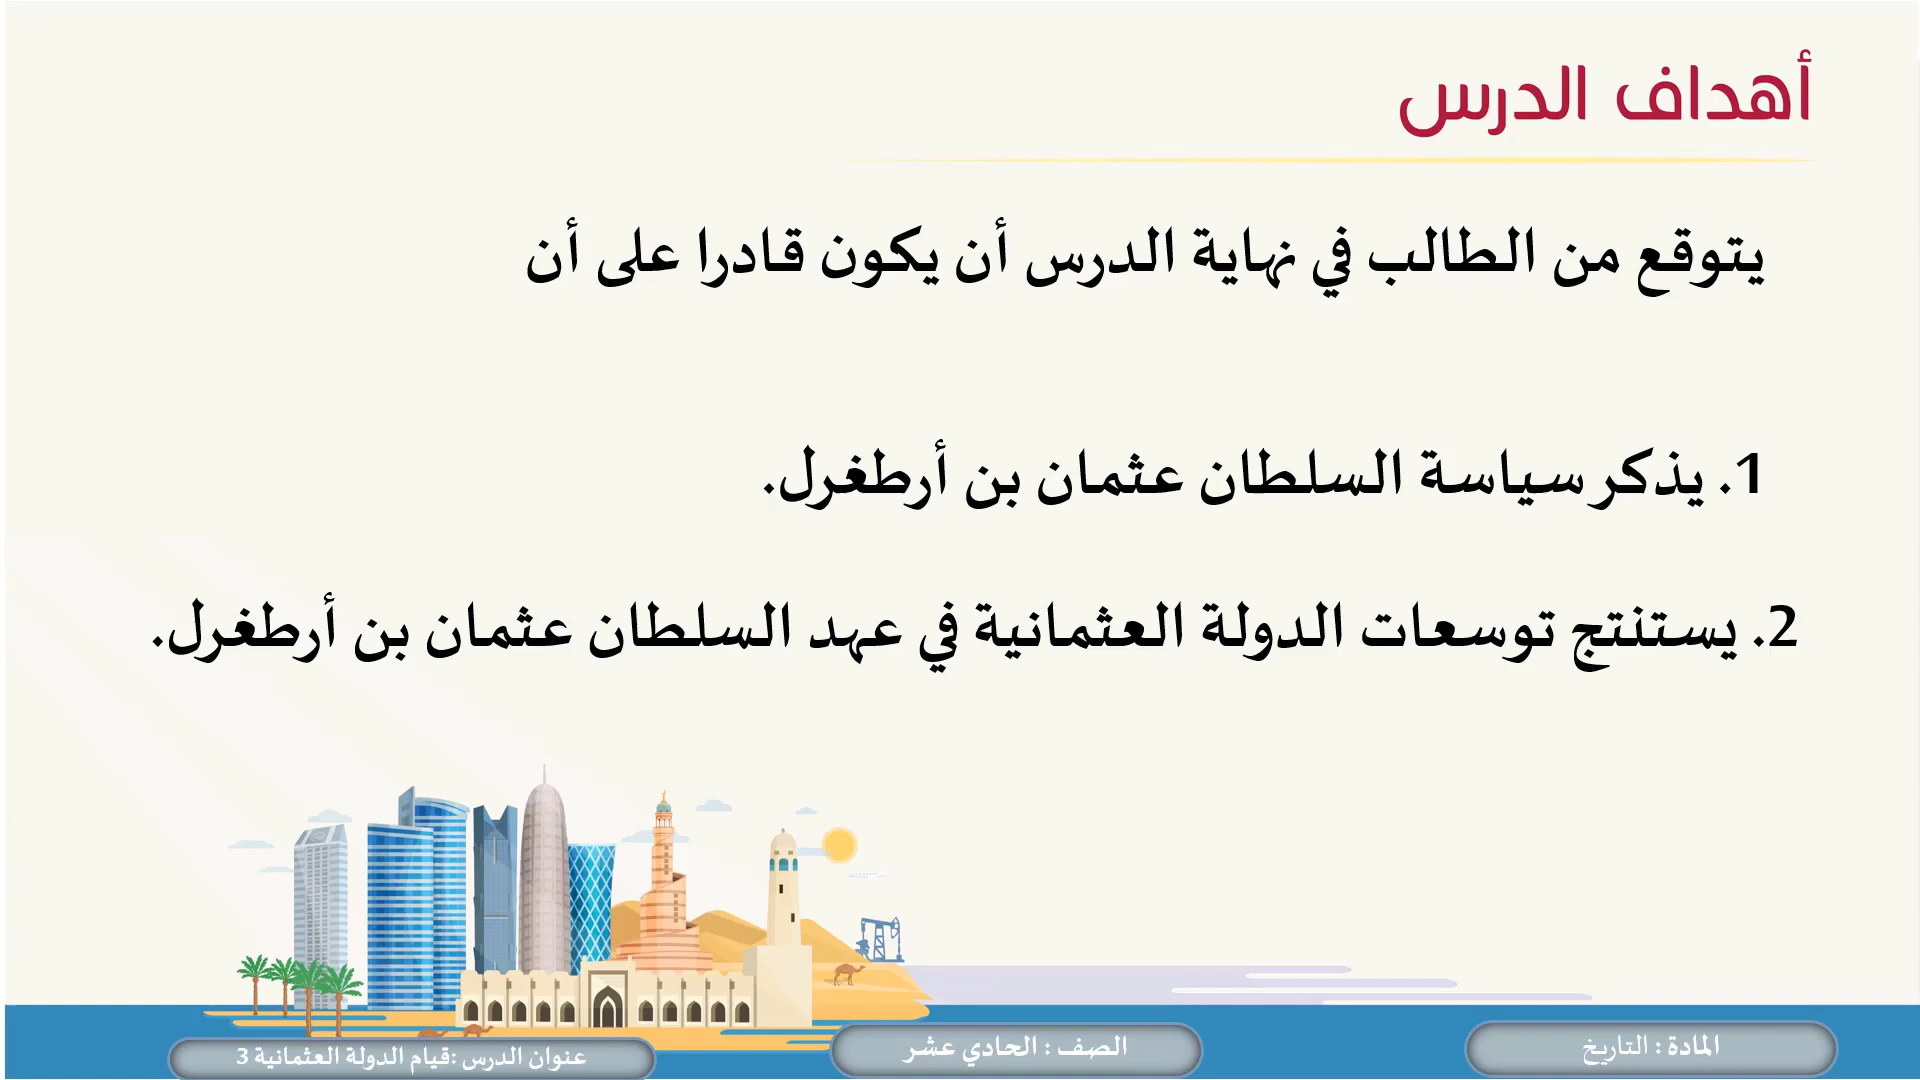 أهداف الدرس
يتوقع من الطالب في نهاية الدرس أن يكون قادرا على أن
1. يذكر سياسة السلطان عثمان بن أرطغرل.
2. يستنتج توسعات الدولة العثمانية في عهد السلطان عثمان بن أرطغرل.
المادة : التاريخ
الصف : الحادي عشر
عنوان الدرس :قيام الدولة العثمانية 3